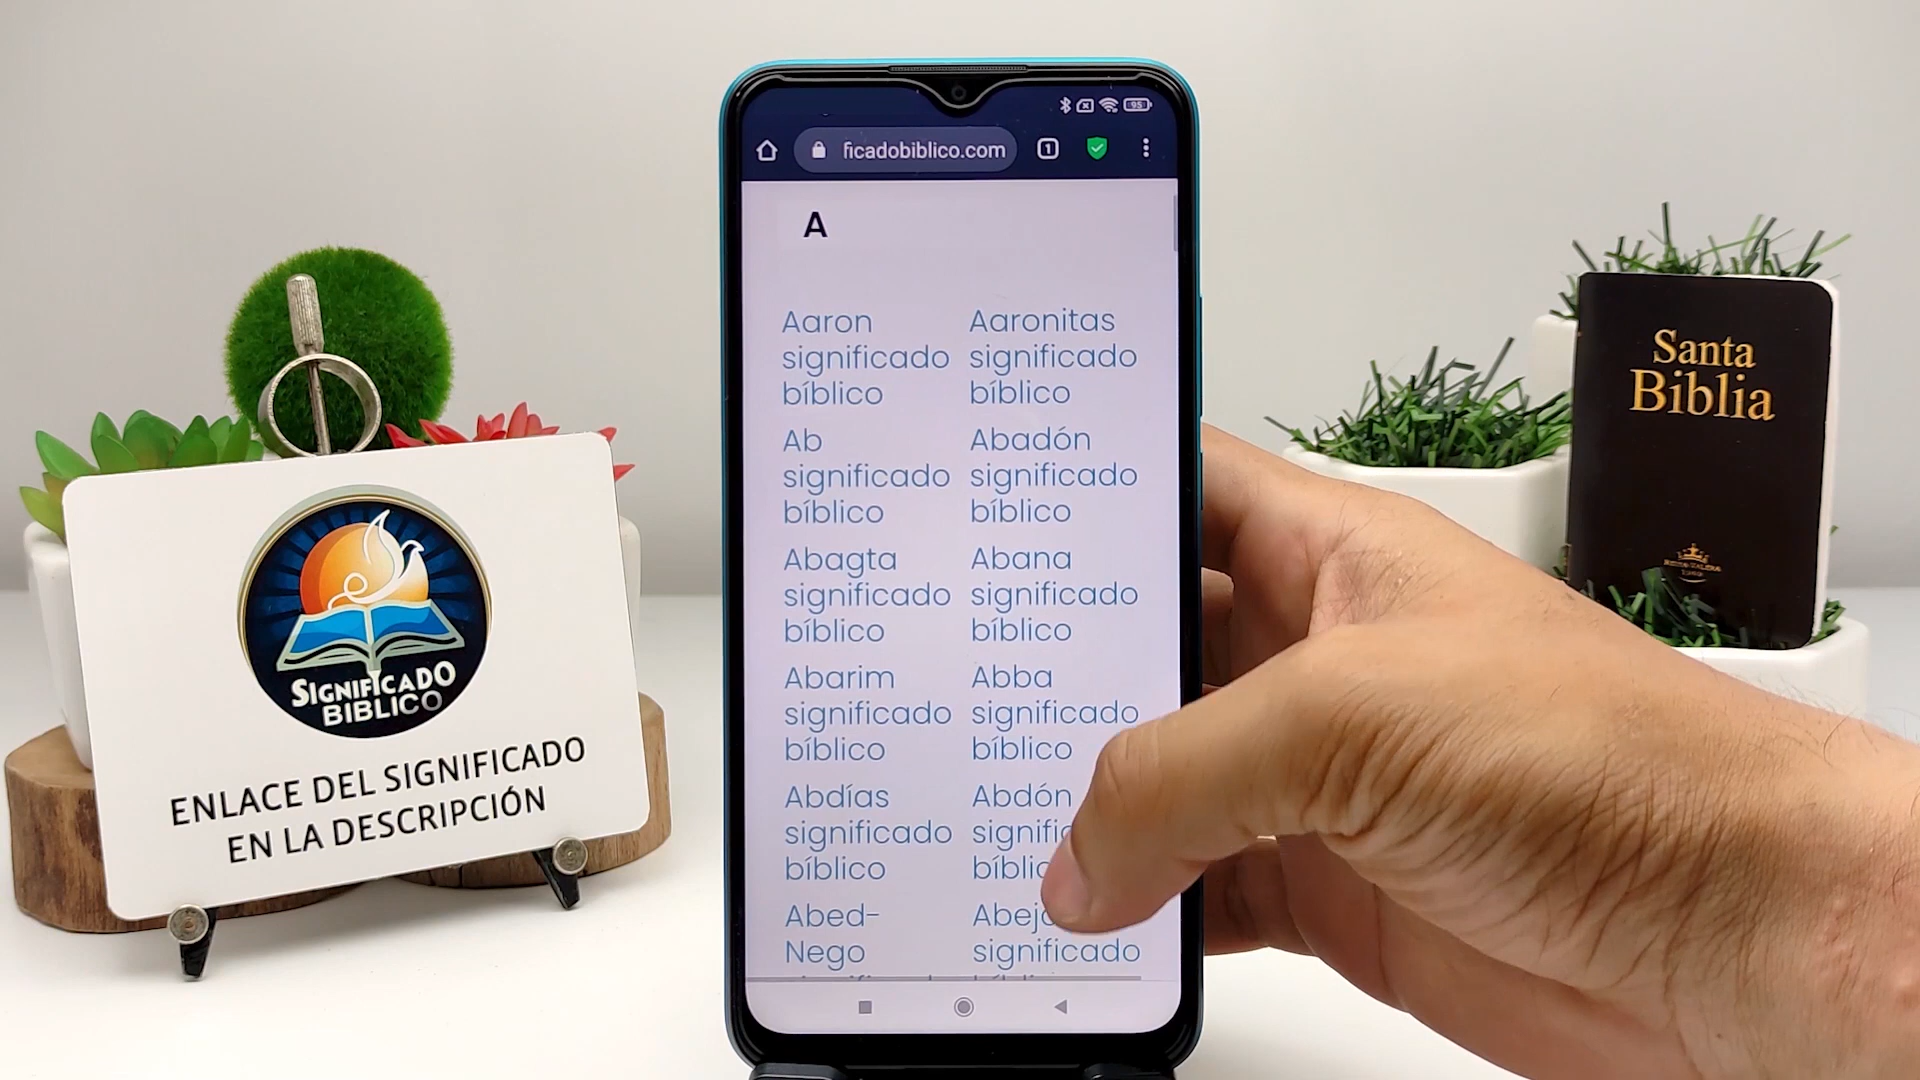 95
ficadobiblico.com
1
A
Aaron
significado
bíblico
Aaronitas
significado
bíblico
Ab
significado
bíblico
Abadón
significado
bíblico
Abagta
significado
bíblico
Abana
significado
bíblico
Abarim
significado
bíblico
Abba
significado
bíblico
Abdías
significado
bíblico
Abdón
Abed-
Nego
significado
SIGNIFICADO
BIBLICO
ENLACE DEL SIGNIFICADO
EN LA DESCRIPCIÓN
Santa
Biblia